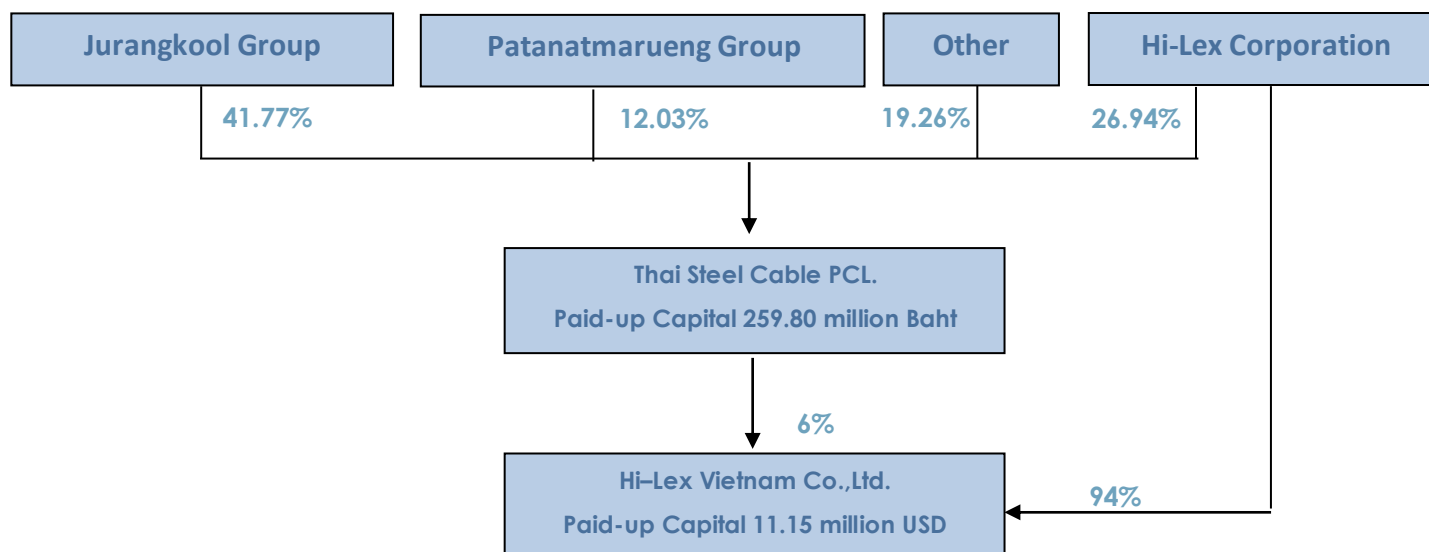 Jurangkool Group
Patanatmarueng Group
Other
Hi-Lex Corporation
41.77%
12.03%
19.26%
26.94%
Thai Steel Cable PCL.
Paid-up Capital 259.80 million Baht
6%
Hi–Lex Vietnam Co.,Ltd.
Paid-up Capital 11.15 million USD
94%